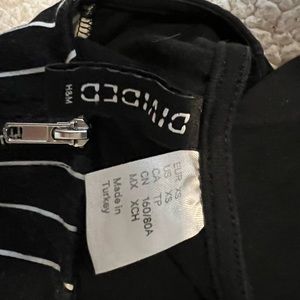 DIVIDED
H&M
EUR XS
US XS
CA TP
CN 160/80A
MX XCH
Made in
Turkey